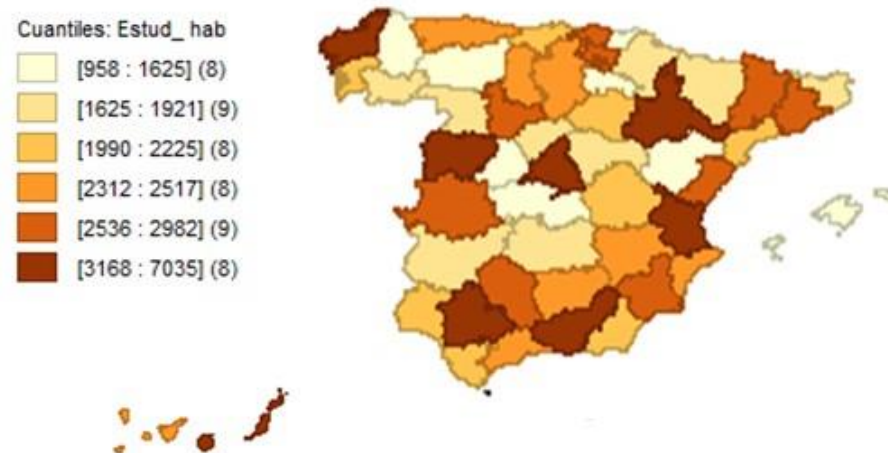 Cuantiles: Estud_ hab
[958 : 1625] (8)
[1625 : 1921] (9)
[1990 : 2225] (8)
[2312 : 2517] (8)
[2536 : 2982] (9)
[3168 : 7035] (8)